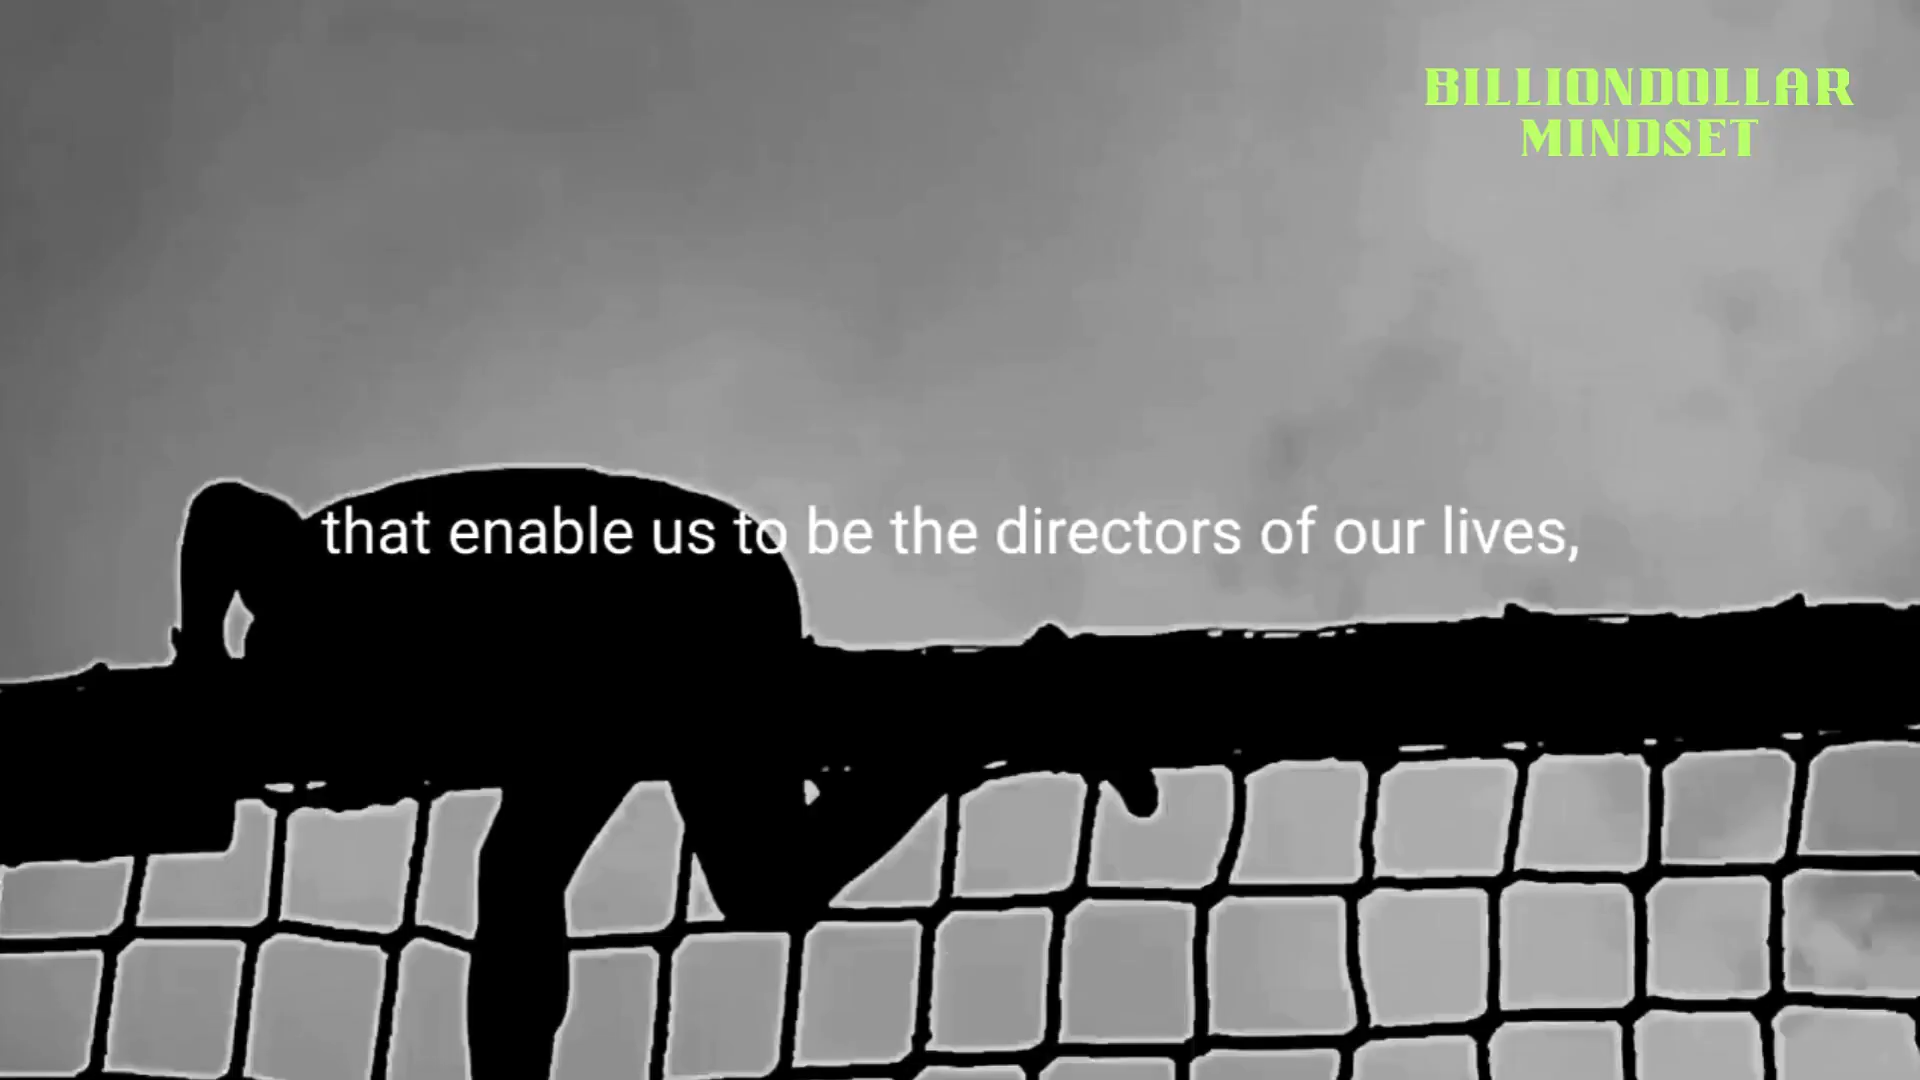 BILLIONDOLLAR
MINDSET
that enable us to be the directors of our lives,